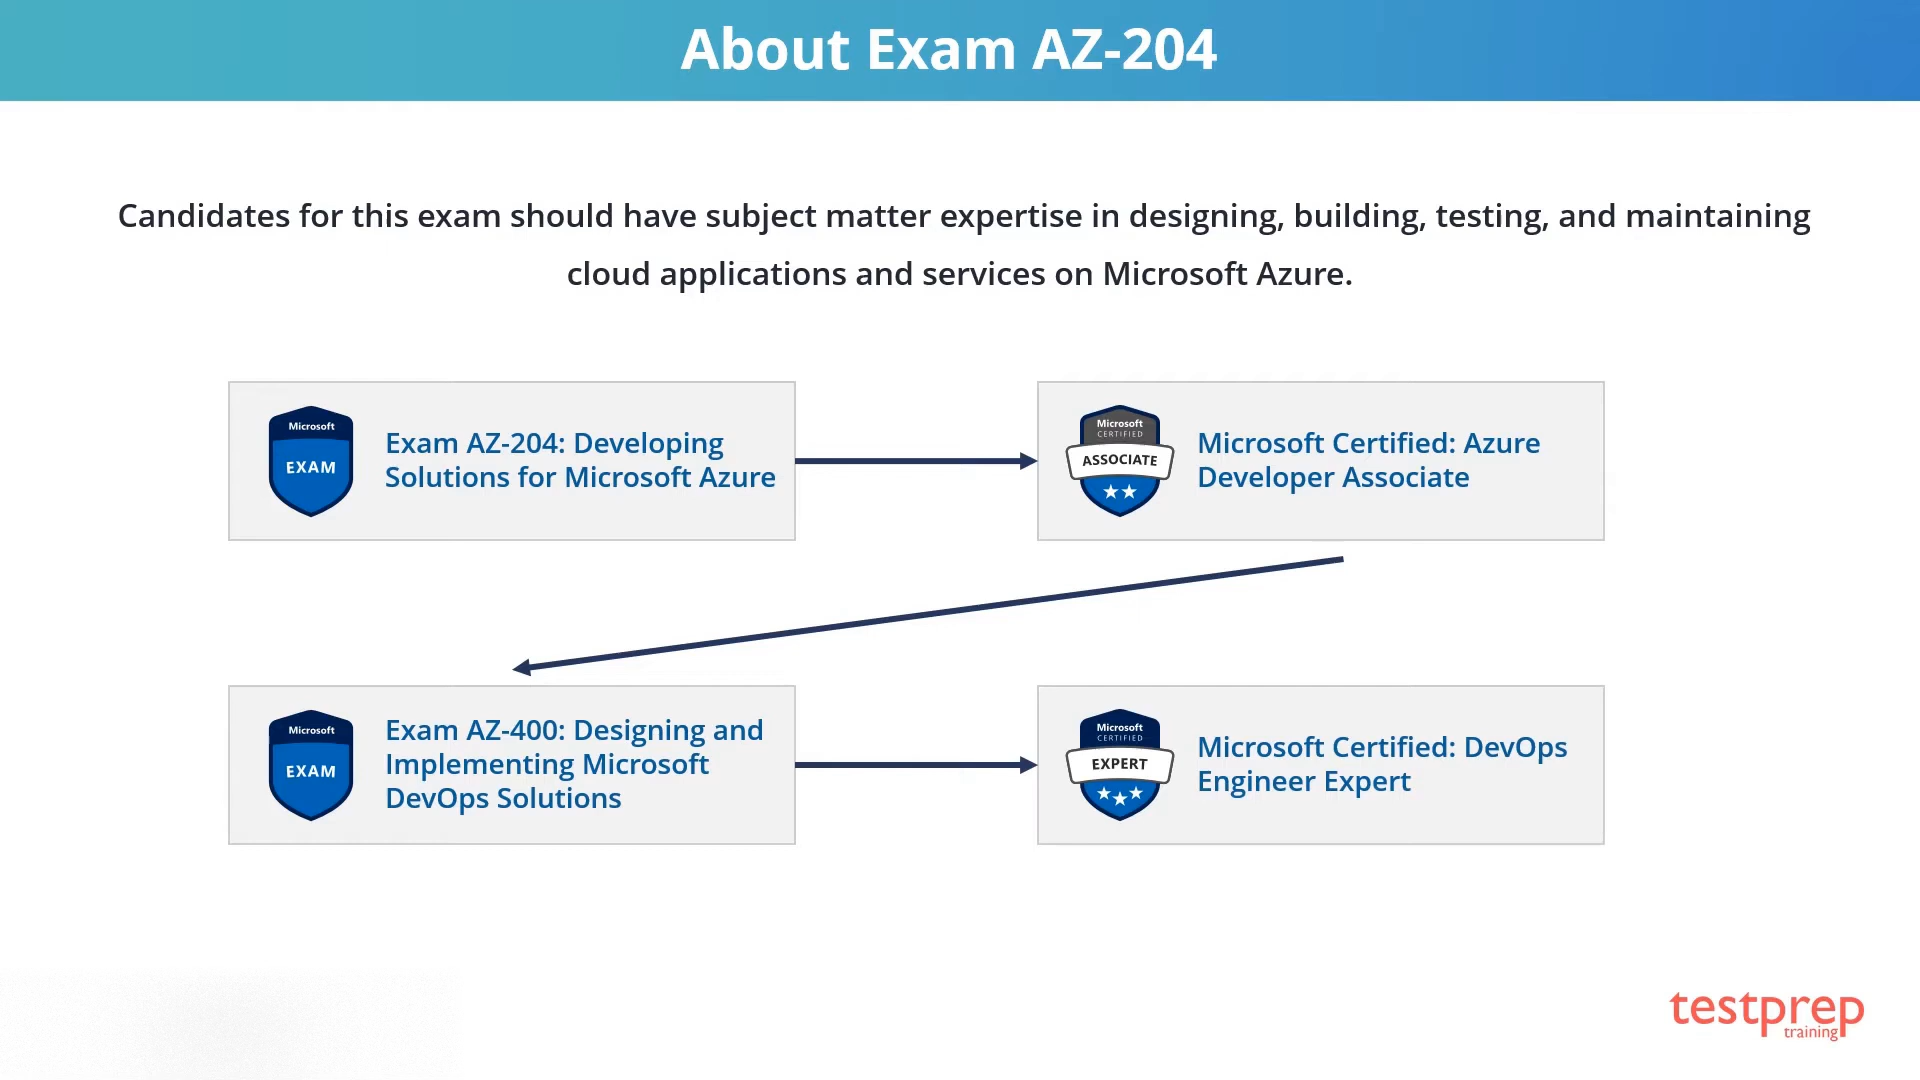 About Exam AZ-204
Candidates for this exam should have subject matter expertise in designing, building, testing, and maintaining
cloud applications and services on Microsoft Azure.
Microsoft
EXAM
Exam AZ-204: Developing
Solutions for Microsoft Azure
Microsoft
CERTIFIED
ASSOCIATE
Microsoft Certified: Azure
Developer Associate
Microsoft
EXAM
Exam AZ-400: Designing and
Implementing Microsoft
DevOps Solutions
Microsoft
CERTIFIED
EXPERT
Microsoft Certified: DevOps
Engineer Expert
testprep
training